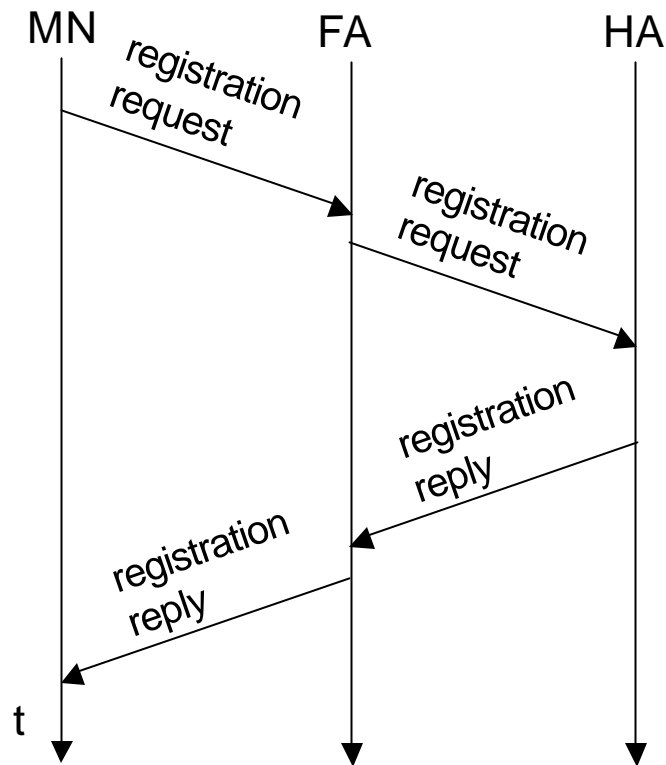 MN
FA
HA
registration
request
registration
request
registration
reply
registration
reply
t